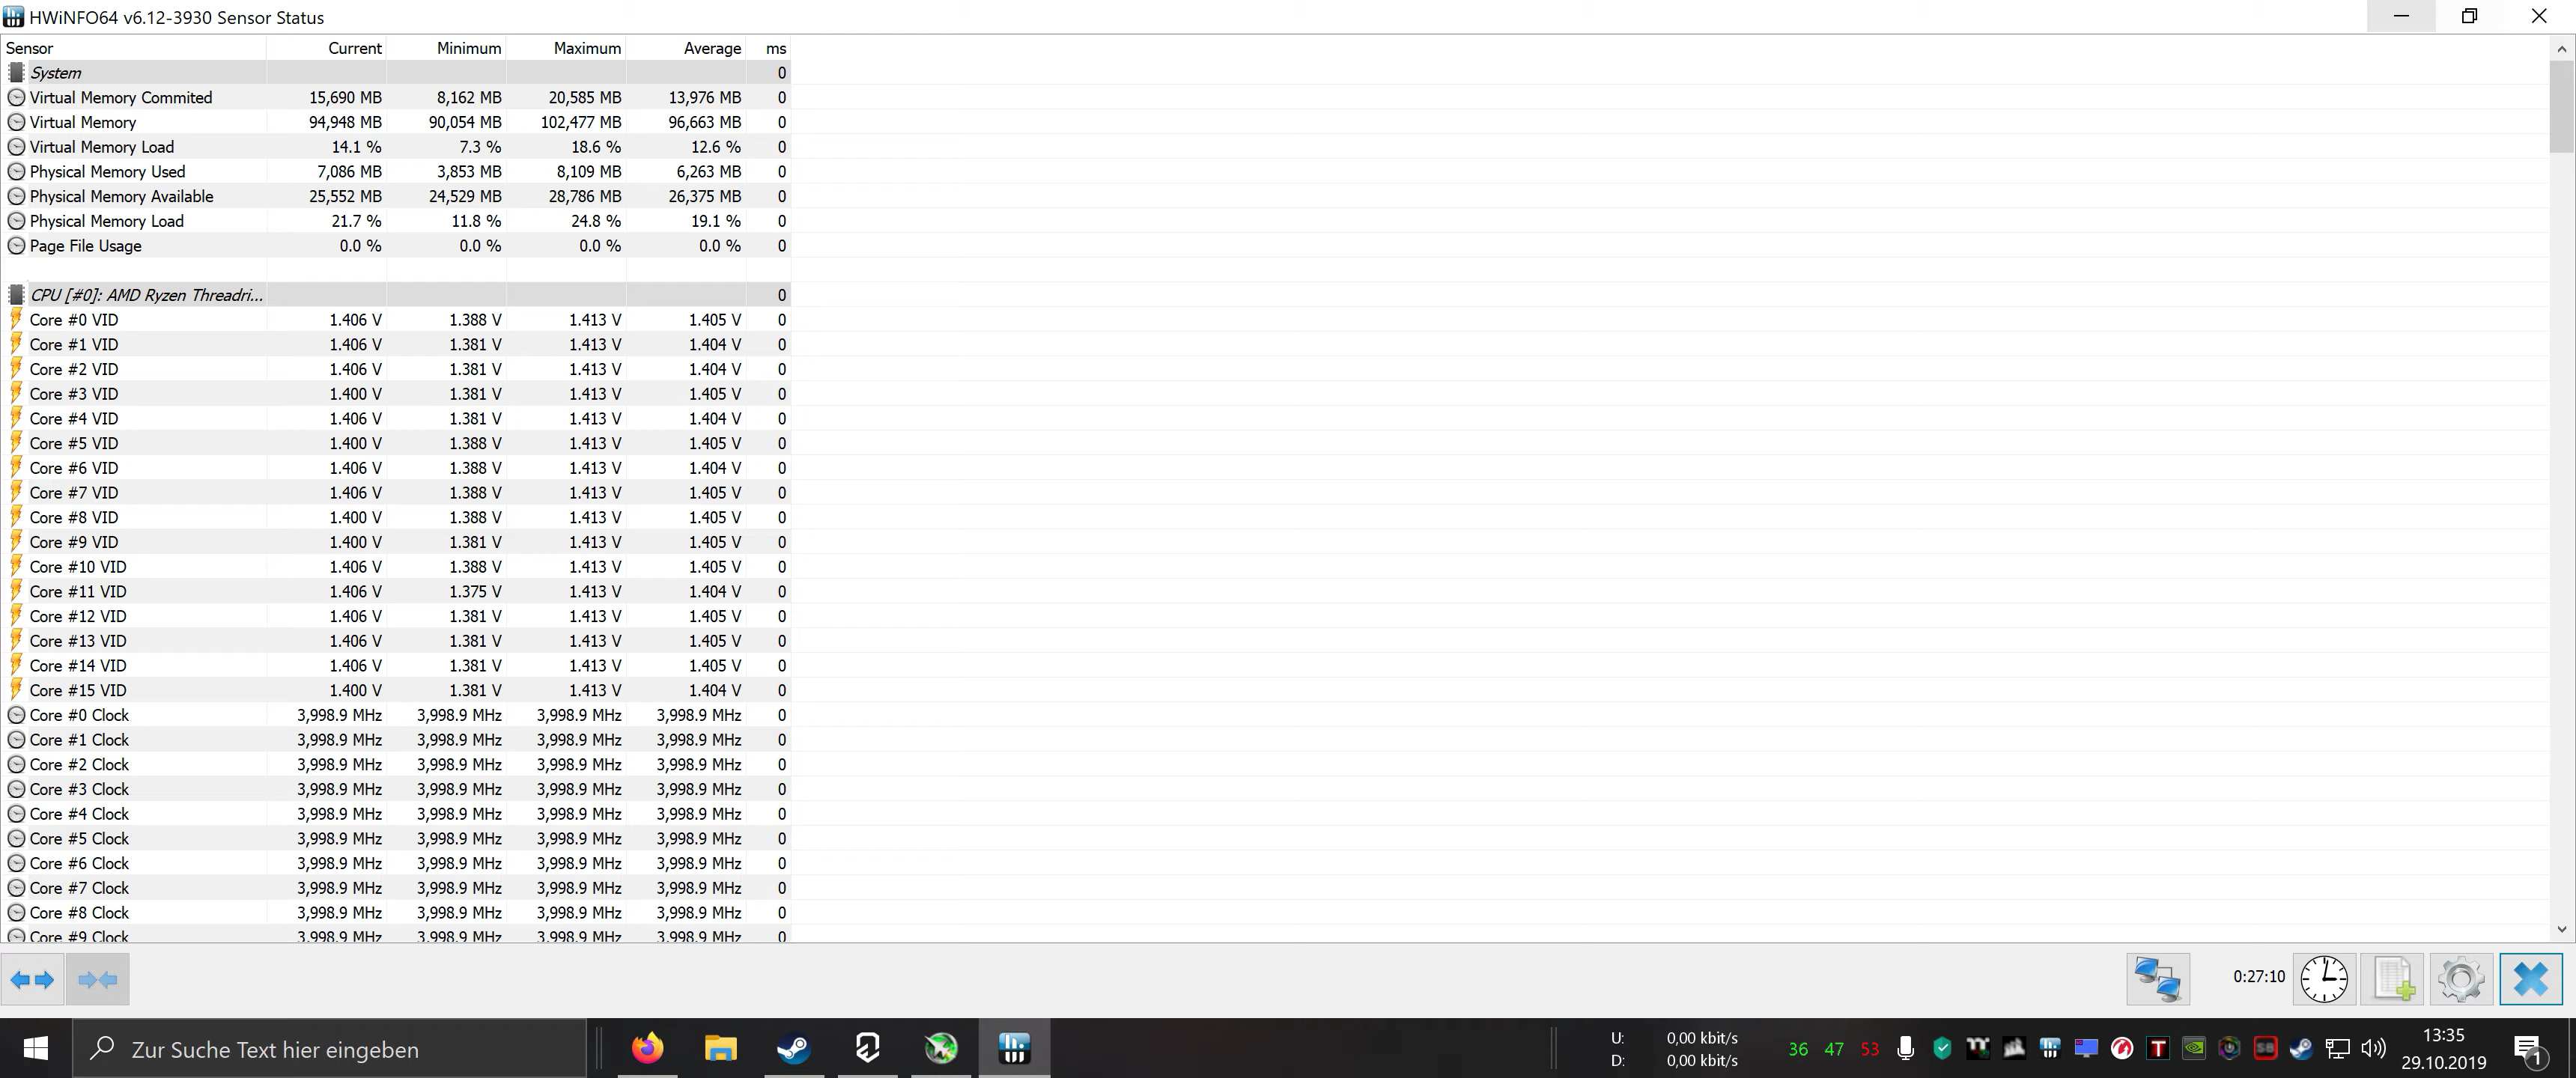 HWiNFO64 v6.12-3930 Sensor Status
Sensor Current Minimum Maximum Average ms
System 0
Virtual Memory Commited 15,690 MB 8,162 MB 20,585 MB 13,976 MB 0
Virtual Memory 94,948 MB 90,054 MB 102,477 MB 96,663 MB 0
Virtual Memory Load 14.1 % 7.3 % 18.6 % 12.6 % 0
Physical Memory Used 7,086 MB 3,853 MB 8,109 MB 6,263 MB 0
Physical Memory Available 25,552 MB 24,529 MB 28,786 MB 26,375 MB 0
Physical Memory Load 21.7 % 11.8 % 24.8 % 19.1 % 0
Page File Usage 0.0 % 0.0 % 0.0 % 0.0 % 0
CPU [#0]: AMD Ryzen Threadri... 0
Core #0 VID 1.406 V 1.388 V 1.413 V 1.405 V 0
Core #1 VID 1.406 V 1.381 V 1.413 V 1.404 V 0
Core #2 VID 1.406 V 1.381 V 1.413 V 1.404 V 0
Core #3 VID 1.400 V 1.381 V 1.413 V 1.405 V 0
Core #4 VID 1.406 V 1.381 V 1.413 V 1.404 V 0
Core #5 VID 1.400 V 1.388 V 1.413 V 1.405 V 0
Core #6 VID 1.406 V 1.388 V 1.413 V 1.404 V 0
Core #7 VID 1.406 V 1.388 V 1.413 V 1.405 V 0
Core #8 VID 1.400 V 1.388 V 1.413 V 1.405 V 0
Core #9 VID 1.400 V 1.381 V 1.413 V 1.405 V 0
Core #10 VID 1.406 V 1.388 V 1.413 V 1.405 V 0
Core #11 VID 1.406 V 1.375 V 1.413 V 1.404 V 0
Core #12 VID 1.406 V 1.381 V 1.413 V 1.405 V 0
Core #13 VID 1.406 V 1.381 V 1.413 V 1.405 V 0
Core #14 VID 1.406 V 1.381 V 1.413 V 1.405 V 0
Core #15 VID 1.400 V 1.381 V 1.413 V 1.404 V 0
Core #0 Clock 3,998.9 MHz 3,998.9 MHz 3,998.9 MHz 3,998.9 MHz 0
Core #1 Clock 3,998.9 MHz 3,998.9 MHz 3,998.9 MHz 3,998.9 MHz 0
Core #2 Clock 3,998.9 MHz 3,998.9 MHz 3,998.9 MHz 3,998.9 MHz 0
Core #3 Clock 3,998.9 MHz 3,998.9 MHz 3,998.9 MHz 3,998.9 MHz 0
Core #4 Clock 3,998.9 MHz 3,998.9 MHz 3,998.9 MHz 3,998.9 MHz 0
Core #5 Clock 3,998.9 MHz 3,998.9 MHz 3,998.9 MHz 3,998.9 MHz 0
Core #6 Clock 3,998.9 MHz 3,998.9 MHz 3,998.9 MHz 3,998.9 MHz 0
Core #7 Clock 3,998.9 MHz 3,998.9 MHz 3,998.9 MHz 3,998.9 MHz 0
Core #8 Clock 3,998.9 MHz 3,998.9 MHz 3,998.9 MHz 3,998.9 MHz 0
Core #9 Clock 3,998.9 MHz 3,998.9 MHz 3,998.9 MHz 3,998.9 MHz 0
0:27:10
Zur Suche Text hier eingeben
U: 0,00 kbit/s
D: 0,00 kbit/s
36 47 53
T
SB
13:35
29.10.2019
1